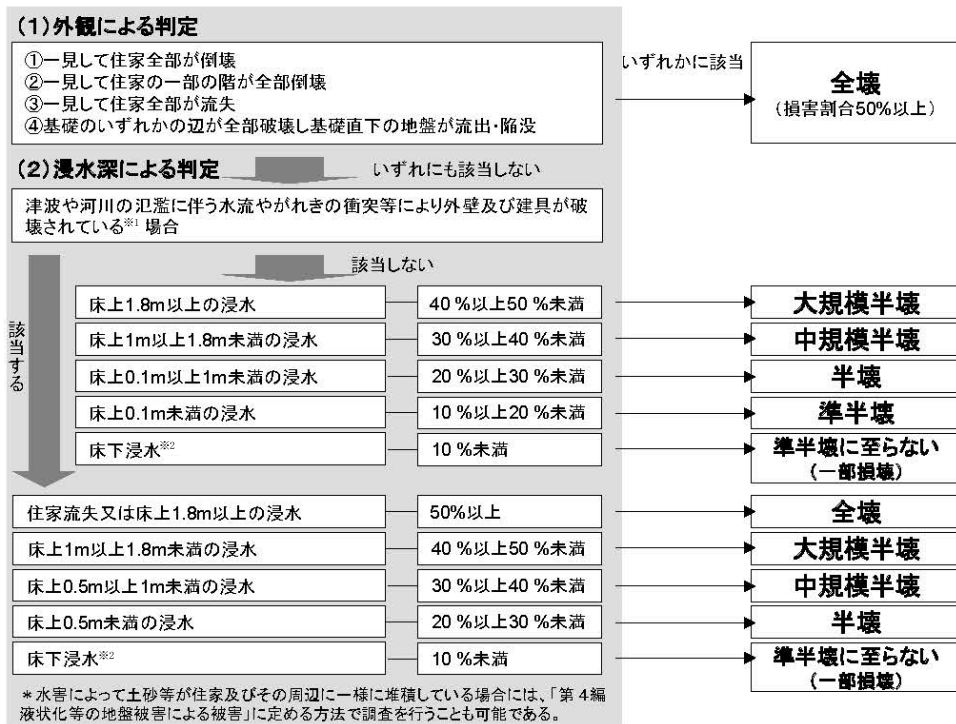 (1)外観による判定
①一見して住家全部が倒壊
②一見して住家の一部の階が全部倒壊
③一見して住家全部が流失
④基礎のいずれかの辺が全部破壊し基礎直下の地盤が流出・陥没
いずれかに該当
全壊
(損害割合50%以上)
(2)浸水深による判定
いずれにも該当しない
津波や河川の氾濫に伴う水流やがれきの衝突等により外壁及び建具が破
壊されている※1 場合
該当しない
該当する
床上1.8m以上の浸水
40 %以上50 %未満
大規模半壊
床上1m以上1.8m未満の浸水
30 %以上40 %未満
中規模半壊
床上0.1m以上1m未満の浸水
20 %以上30 %未満
半壊
床上0.1m未満の浸水
10 %以上20 %未満
準半壊
床下浸水※2
10 %未満
準半壊に至らない
(一部損壊)
住家流失又は床上1.8m以上の浸水
50%以上
全壊
床上1m以上1.8m未満の浸水
40 %以上50 %未満
大規模半壊
床上0.5m以上1m未満の浸水
30 %以上40 %未満
中規模半壊
床上0.5m未満の浸水
20 %以上30 %未満
半壊
床下浸水※2
10 %未満
準半壊に至らない
(一部損壊)
*水害によって土砂等が住家及びその周辺に一様に堆積している場合には、「第4編
液状化等の地盤被害による被害」に定める方法で調査を行うことも可能である。